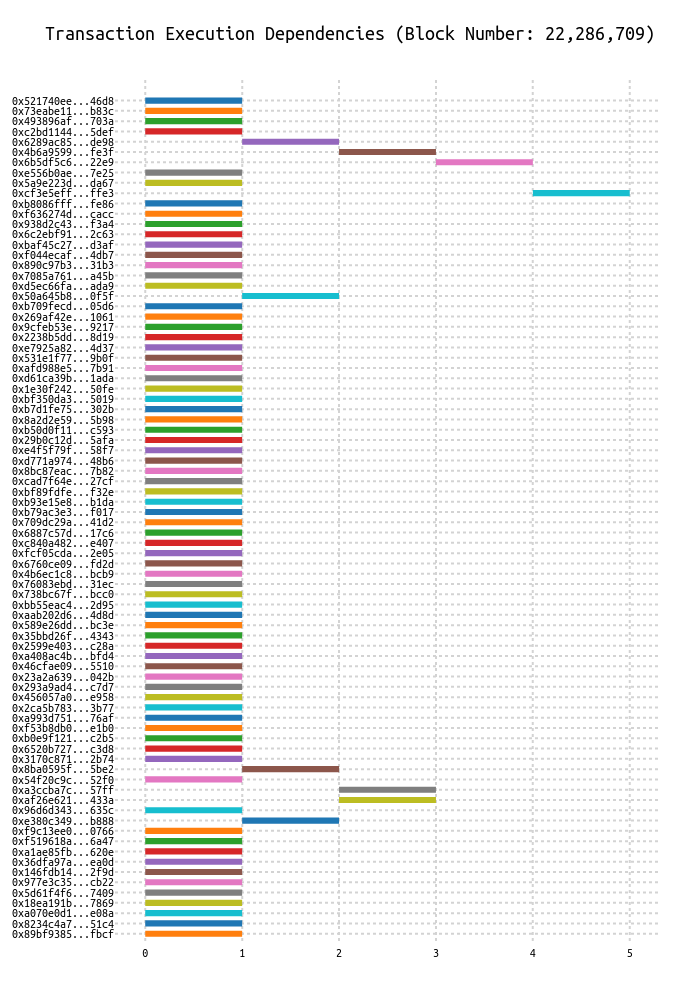 Transaction Execution Dependencies (Block Number: 22,286,709)
0x521740ee...46d8
0x73eabe11...b83c
0x493896af...703a
0xc2bd1144...5def
0x6289ac85...de98
0x4b6a9599...fe3f
0x6b5df5c6...22e9
0xe556b0ae...7e25
0x5a9e223d...da67
0xcf3e5eff...ffe3
0xb8086fff...fe86
0xf636274d...cacc
0x938d2c43...f3a4
0x6c2ebf91...2c63
0xbaf45c27...d3af
0xf044ecaf...4db7
0x890c97b3...31b3
0x7085a761...a45b
0xd5ec66fa...ada9
0x50a645b8...0f5f
0xb709fecd...05d6
0x269af42e...1061
0x9cfeb53e...9217
0x2238b5dd...8d19
0xe7925a82...4d37
0x531e1f77...9b0f
0xafd988e5...7b91
0xd61ca39b...1ada
0x1e30f242...50fe
0xbf350da3...5019
0xb7d1fe75...302b
0x8a2d2e59...5b98
0xb50d0f11...c593
0x29b0c12d...5afa
0xe4f5f79f...58f7
0xd771a974...48b6
0x8bc87eac...7b82
0xcad7f64e...27cf
0xbf89fdfe...f32e
0xb93e15e8...b1da
0xb79ac3e3...f017
0x709dc29a...41d2
0x6887c57d...17c6
0xc840a482...e407
0xfcf05cda...2e05
0x6760ce09...fd2d
0x4b6ec1c8...bcb9
0x76083ebd...31ec
0x738bc67f...bcc0
0xbb55eac4...2d95
0xaab202d6...4d8d
0x589e26dd...bc3e
0x35bbd26f...4343
0x2599e403...c28a
0xa408ac4b...bfd4
0x46cfae09...5510
0x23a2a639...042b
0x293a9ad4...c7d7
0x456057a0...e958
0x2ca5b783...3b77
0xa993d751...76af
0xf53b8db0...e1b0
0xb0e9f121...c2b5
0x6520b727...c3d8
0x3170c871...2b74
0x8ba0595f...5be2
0x54f20c9c...52f0
0xa3ccba7c...57ff
0xaf26e621...433a
0x96d6d343...635c
0xe380c349...b888
0xf9c13ee0...0766
0xf519618a...6a47
0xa1ae85fb...620e
0x36dfa97a...ea0d
0x146fdb14...2f9d
0x977e3c35...cb22
0x5d61f4f6...7409
0x18ea191b...7869
0xa070e0d1...e08a
0x8234c4a7...51c4
0x89bf9385...fbcf
0 1 2 3 4 5